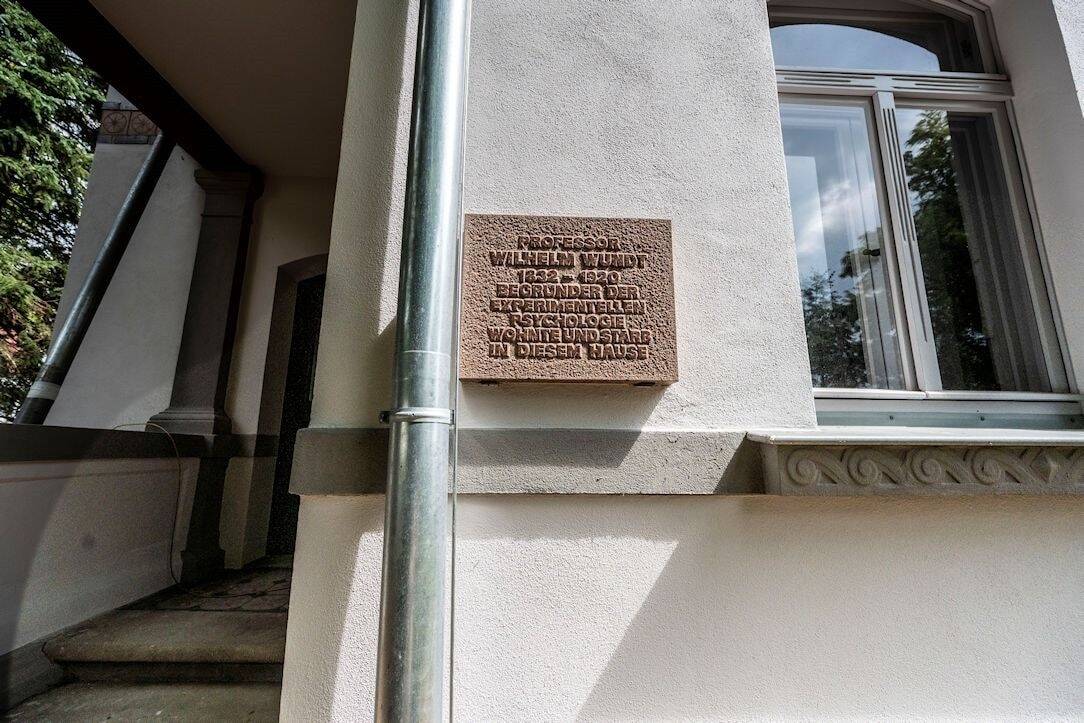 PROFESSOR
WILHELM WUNDT
1832 – 1920
BEGRÜNDER DER
EXPERIMENTELLEN
PSYCHOLOGIE
WOHNTE UND STARB
IN DIESEM HAUSE